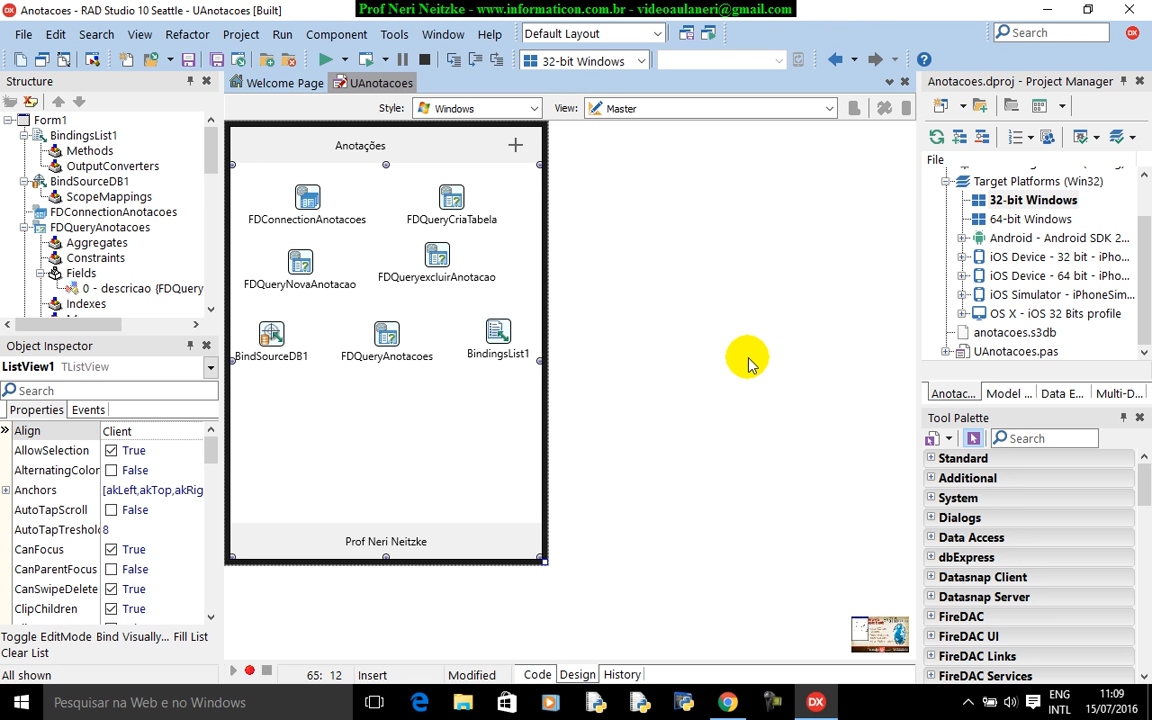 Anotacoes - RAD Studio 10 Seattle - UAnotacoes [Built]
Prof Neri Neitzke - www.informaticon.com.br - videoaulaneri@gmail.com
File Edit Search View Refactor Project Run Component Tools Window Help
Default Layout
Search
32-bit Windows
Structure
Welcome Page
UAnotacoes
Anotacoes.dproj - Project Manager
Style:
Windows
View:
Master
Form1
BindingsList1
Methods
OutputConverters
BindSourceDB1
ScopeMappings
FDConnectionAnotacoes
FDQueryAnotacoes
Aggregates
Constraints
Fields
0 - descricao {FDQuery
Indexes
Anotações
FDConnectionAnotacoes
FDQueryCriaTabela
FDQueryNovaAnotacao
FDQueryexcluirAnotacao
BindSourceDB1
FDQueryAnotacoes
BindingsList1
Prof Neri Neitzke
File
Target Platforms (Win32)
32-bit Windows
64-bit Windows
Android - Android SDK 2...
iOS Device - 32 bit - iPho...
iOS Device - 64 bit - iPho...
iOS Simulator - iPhoneSim...
OS X - iOS 32 Bits profile
anotacoes.s3db
UAnotacoes.pas
Anotac...
Model ...
Data E...
Multi-D...
Object Inspector
ListView1 TListView
Search
Properties
Events
Align Client
AllowSelection True
AlternatingColor False
Anchors [akLeft,akTop,akRig
AutoTapScroll False
AutoTapTreshold 8
CanFocus True
CanParentFocus False
CanSwipeDelete True
ClipChildren True
Toggle EditMode Bind Visually... Fill List
Clear List
All shown
Tool Palette
Search
Standard
Additional
System
Dialogs
Data Access
dbExpress
Datasnap Client
Datasnap Server
FireDAC
FireDAC UI
FireDAC Links
FireDAC Services
65: 12
Insert
Modified
Code
Design
History
Pesquisar na Web e no Windows
ENG
INTL
11:09
15/07/2016